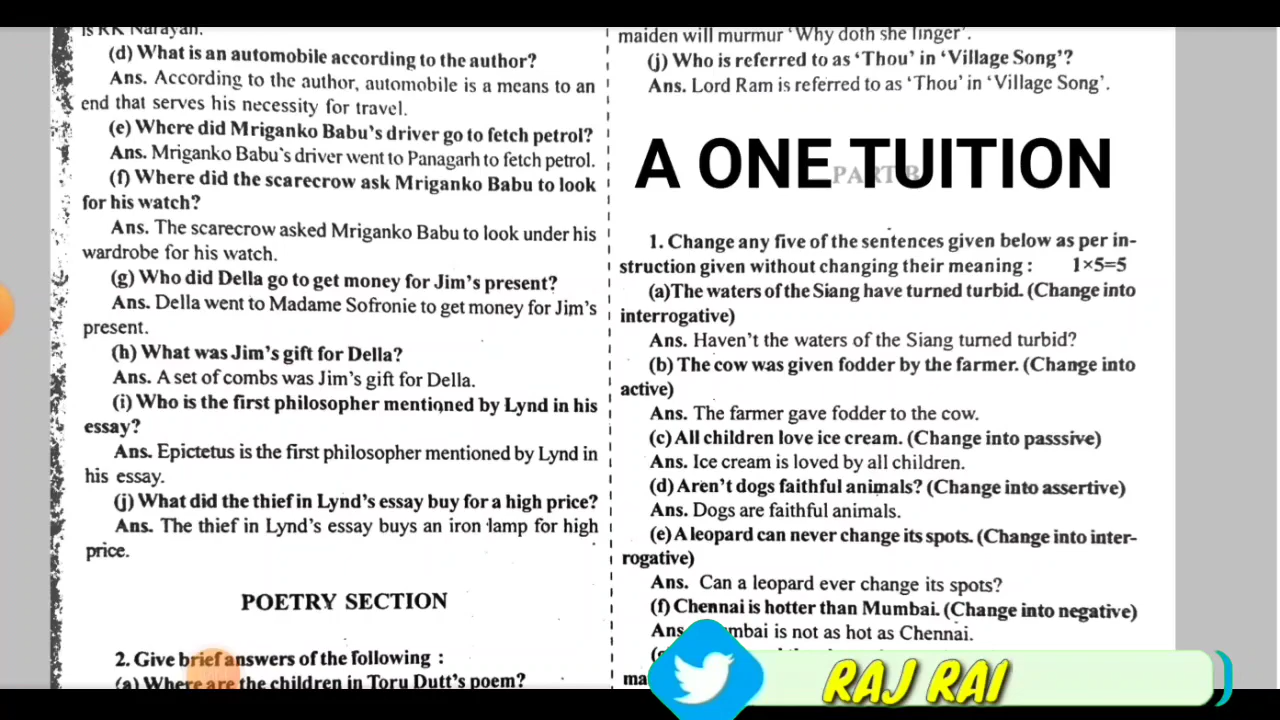 is RK Narayan.
(d) What is an automobile according to the author?
Ans. According to the author, automobile is a means to an
end that serves his necessity for travel.
(e) Where did Mriganko Babu's driver go to fetch petrol?
Ans. Mriganko Babu's driver went to Panagarh to fetch petrol.
(f) Where did the scarecrow ask Mriganko Babu to look
for his watch?
Ans. The scarecrow asked Mriganko Babu to look under his
wardrobe for his watch.
(g) Who did Della go to get money for Jim's present?
Ans. Della went to Madame Sofronie to get money for Jim's
present.
(h) What was Jim's gift for Della?
Ans. A set of combs was Jim's gift for Della.
(i) Who is the first philosopher mentioned by Lynd in his
essay?
Ans. Epictetus is the first philosopher mentioned by Lynd in
his essay.
(j) What did the thief in Lynd's essay buy for a high price?
Ans. The thief in Lynd's essay buys an iron lamp for high
price.
POETRY SECTION
2. Give brief answers of the following :
(a) Where are the children in Toru Dutt's poem?
maiden will murmur 'Why doth she linger'.
(j) Who is referred to as 'Thou' in 'Village Song'?
Ans. Lord Ram is referred to as 'Thou' in 'Village Song'.
A ONE TUITION
PART B
1. Change any five of the sentences given below as per in-
struction given without changing their meaning : 1×5=5
(a)The waters of the Siang have turned turbid. (Change into
interrogative)
Ans. Haven't the waters of the Siang turned turbid?
(b) The cow was given fodder by the farmer. (Change into
active)
Ans. The farmer gave fodder to the cow.
(c) All children love ice cream. (Change into passsive)
Ans. Ice cream is loved by all children.
(d) Aren't dogs faithful animals? (Change into assertive)
Ans. Dogs are faithful animals.
(e) A leopard can never change its spots. (Change into inter-
rogative)
Ans. Can a leopard ever change its spots?
(f) Chennai is hotter than Mumbai. (Change into negative)
Ans. Mumbai is not as hot as Chennai.
RAJ RAI